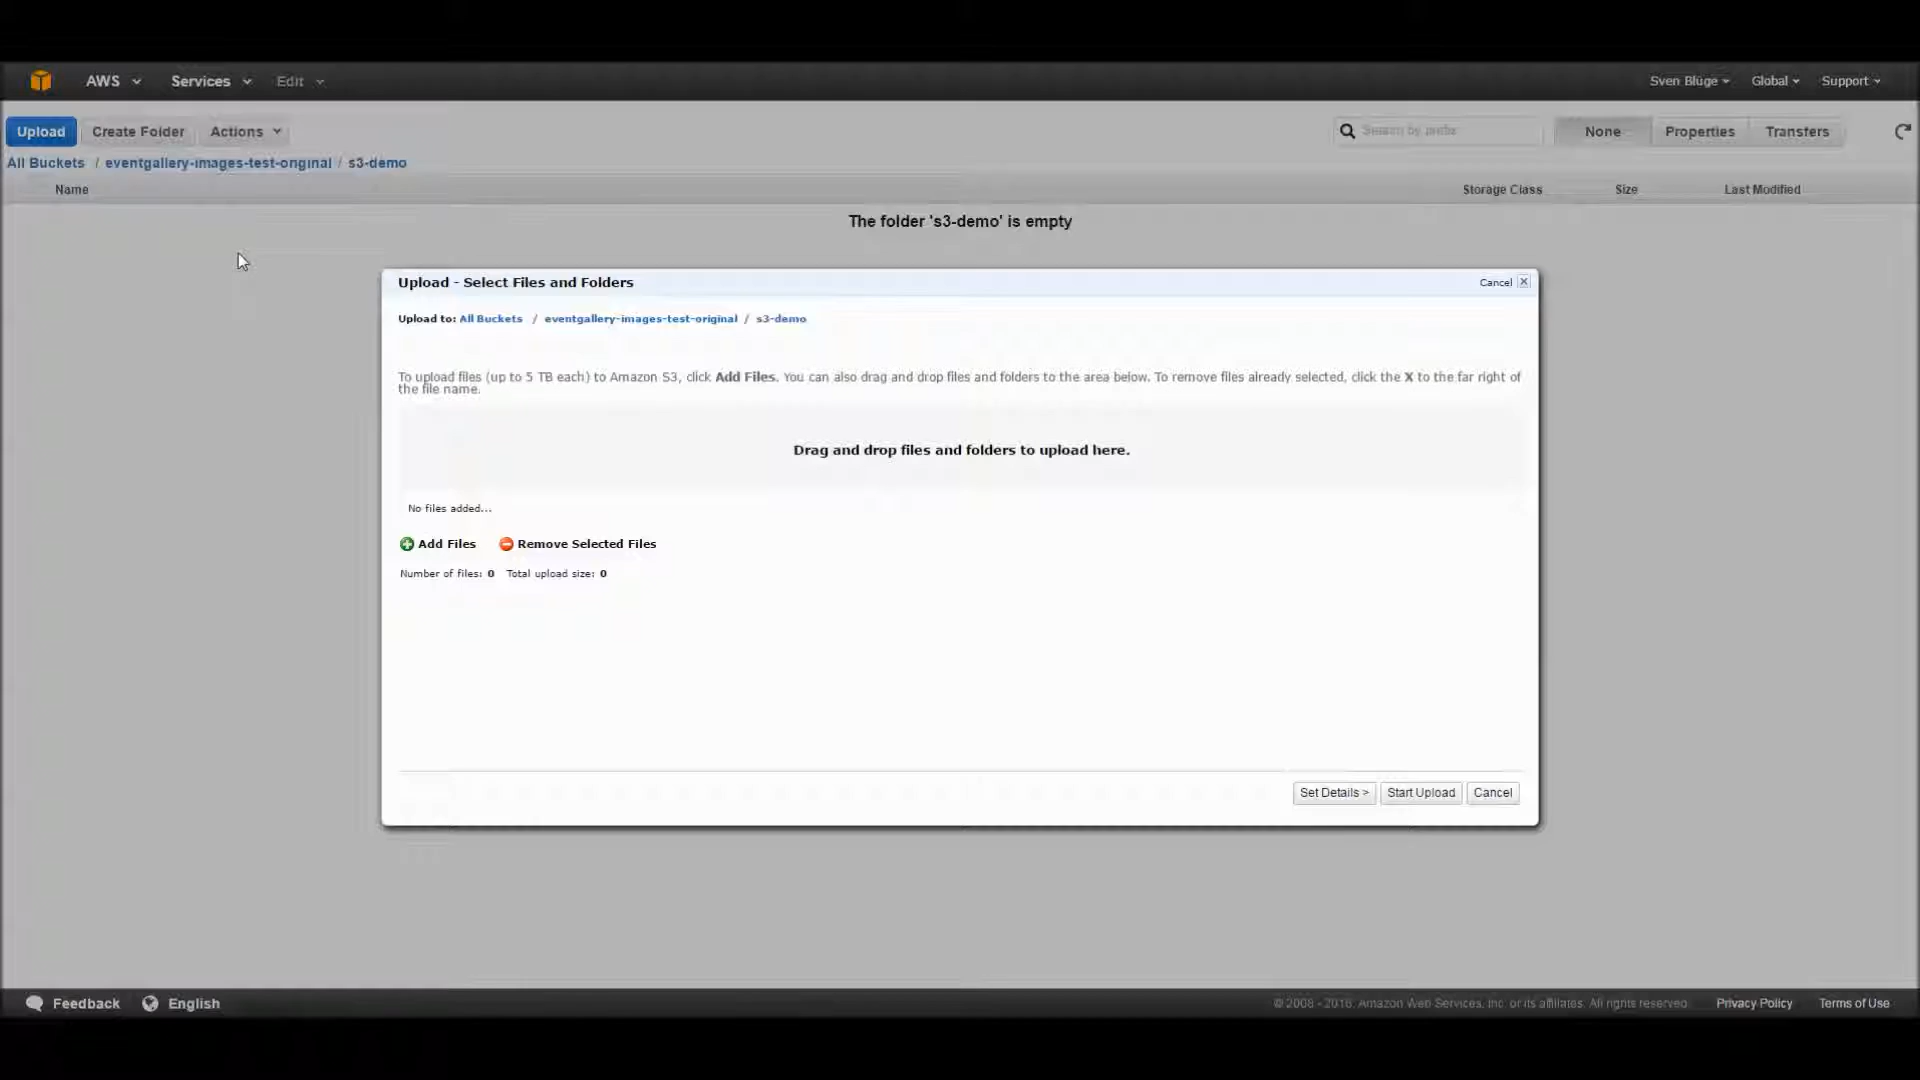 AWS Services Edit Sven Blüge Global Support
Upload Create Folder Actions Search by prefix None Properties Transfers
All Buckets / eventgallery-images-test-original / s3-demo
Name Storage Class Size Last Modified
The folder 's3-demo' is empty
Upload - Select Files and Folders Cancel
Upload to: All Buckets / eventgallery-images-test-original / s3-demo
To upload files (up to 5 TB each) to Amazon S3, click Add Files. You can also drag and drop files and folders to the area below. To remove files already selected, click the X to the far right of
the file name.
Drag and drop files and folders to upload here.
No files added...
Add Files Remove Selected Files
Number of files: 0 Total upload size: 0
Set Details > Start Upload Cancel
Feedback English © 2008 - 2016, Amazon Web Services, Inc. or its affiliates. All rights reserved. Privacy Policy Terms of Use